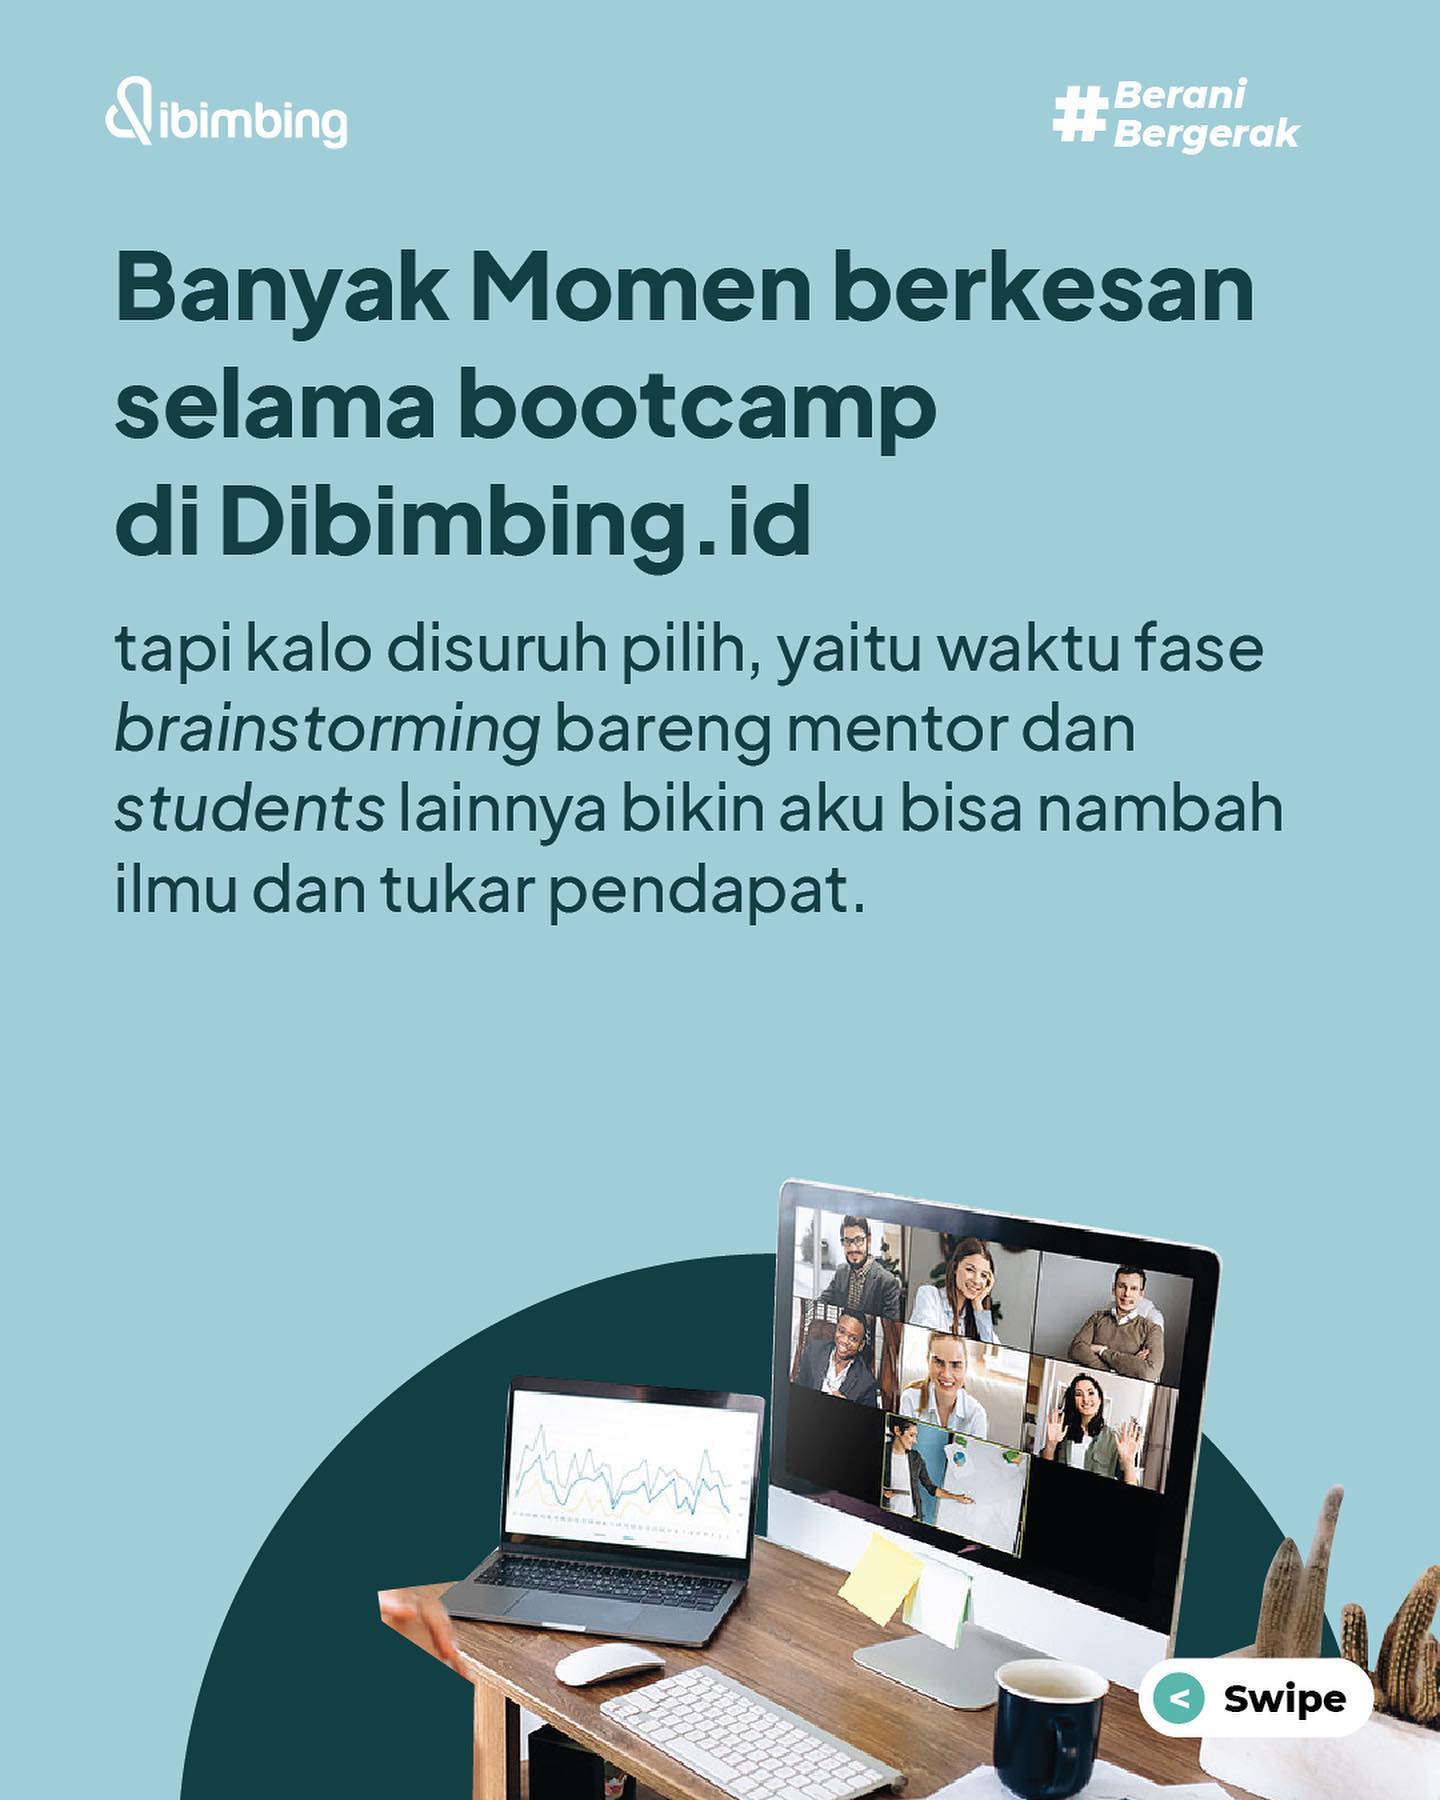 Dibimbing
#Berani
Bergerak
Banyak Momen berkesan
selama bootcamp
di Dibimbing.id
tapi kalo disuruh pilih, yaitu waktu fase
brainstorming bareng mentor dan
students lainnya bikin aku bisa nambah
ilmu dan tukar pendapat.
< Swipe